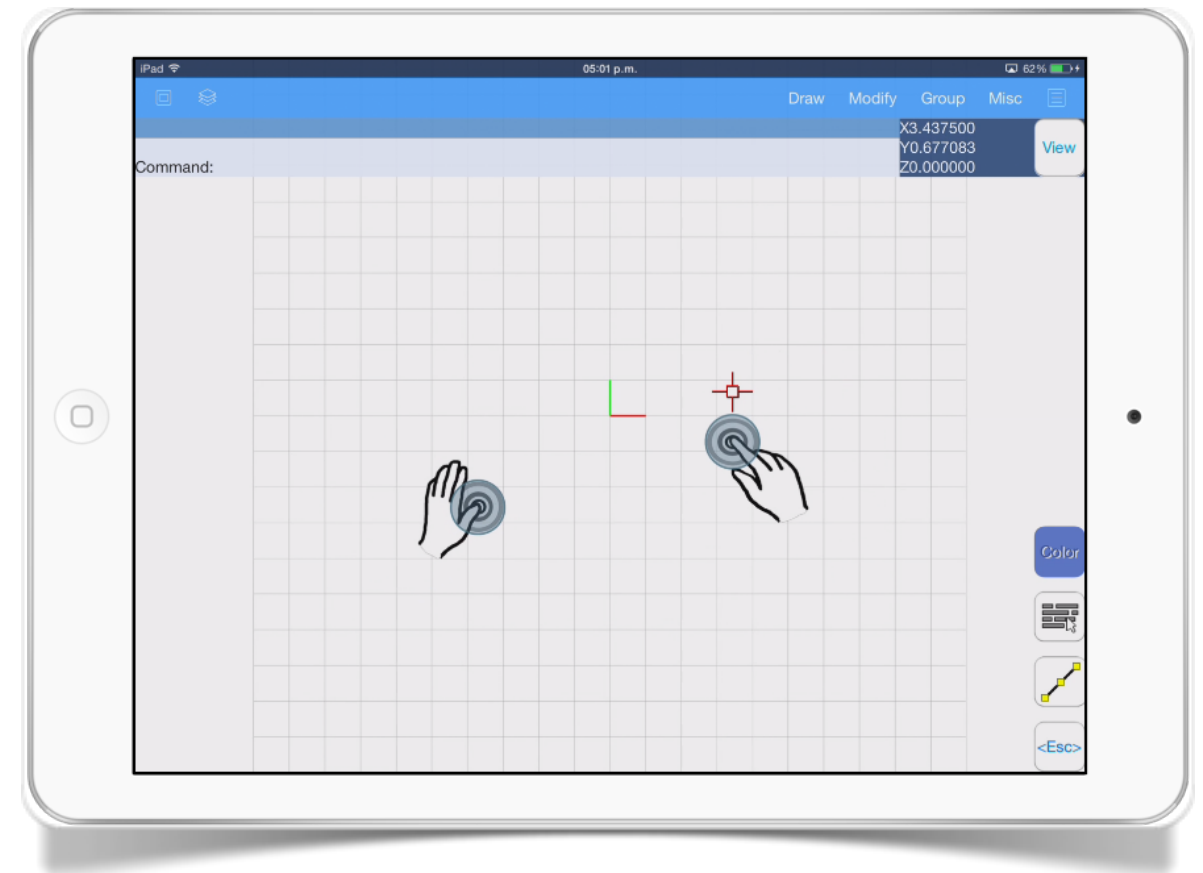 iPad 05:01 p.m. 62%
Draw Modify Group Misc
X3.437500
Y0.677083
Z0.000000
View
Command:
Color
<Esc>